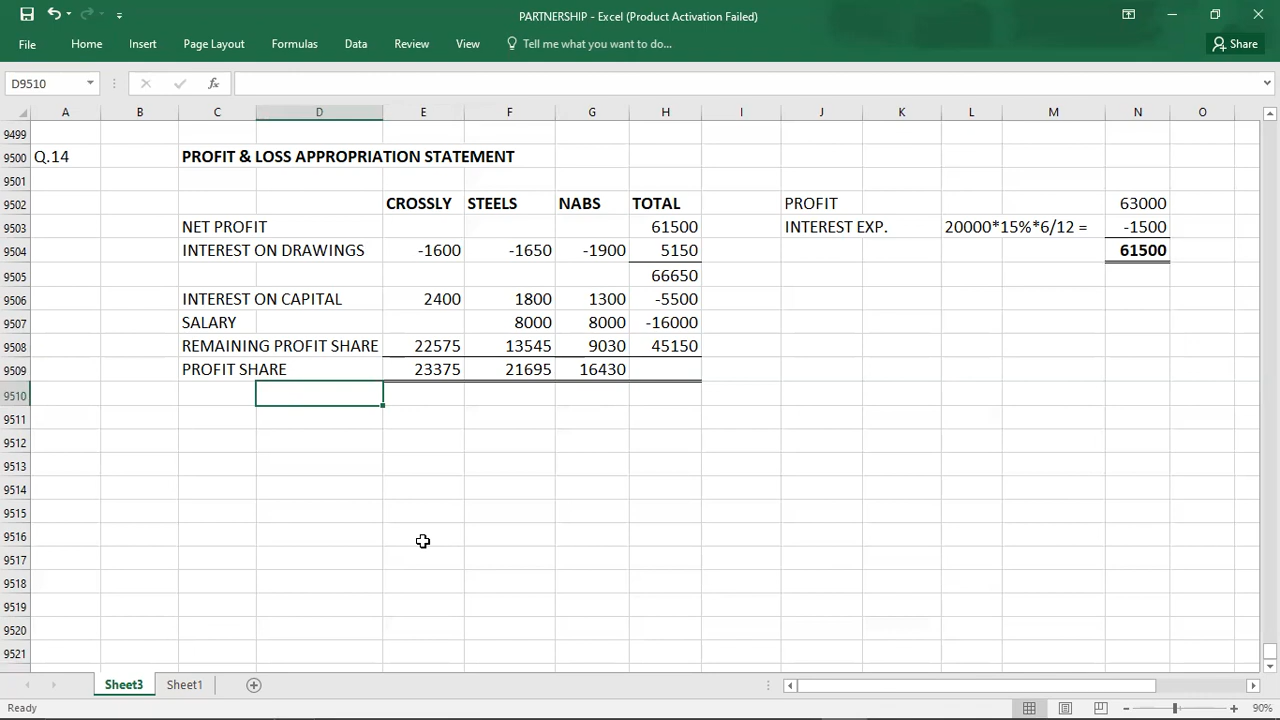 PARTNERSHIP - Excel (Product Activation Failed)
File Home Insert Page Layout Formulas Data Review View Tell me what you want to do... Share
D9510 fx
A B C D E F G H I J K L M N O
9499
9500 Q.14 PROFIT & LOSS APPROPRIATION STATEMENT
9501
9502 CROSSLY STEELS NABS TOTAL PROFIT 63000
9503 NET PROFIT 61500 INTEREST EXP. 20000*15%*6/12 = -1500
9504 INTEREST ON DRAWINGS -1600 -1650 -1900 5150 61500
9505 66650
9506 INTEREST ON CAPITAL 2400 1800 1300 -5500
9507 SALARY 8000 8000 -16000
9508 REMAINING PROFIT SHARE 22575 13545 9030 45150
9509 PROFIT SHARE 23375 21695 16430
9510
9511
9512
9513
9514
9515
9516
9517
9518
9519
9520
9521
Sheet3 Sheet1
Ready 90%